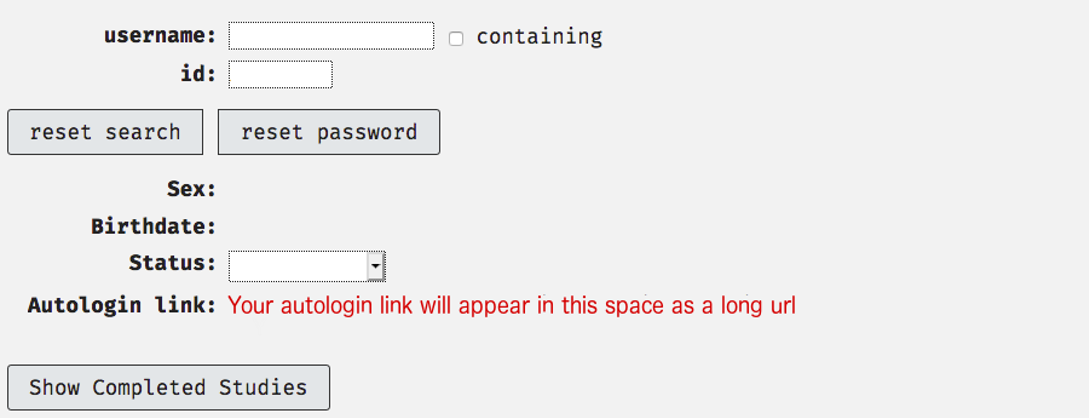 username: containing
id:
reset search reset password
Sex:
Birthdate:
Status:
Autologin link: Your autologin link will appear in this space as a long url
Show Completed Studies